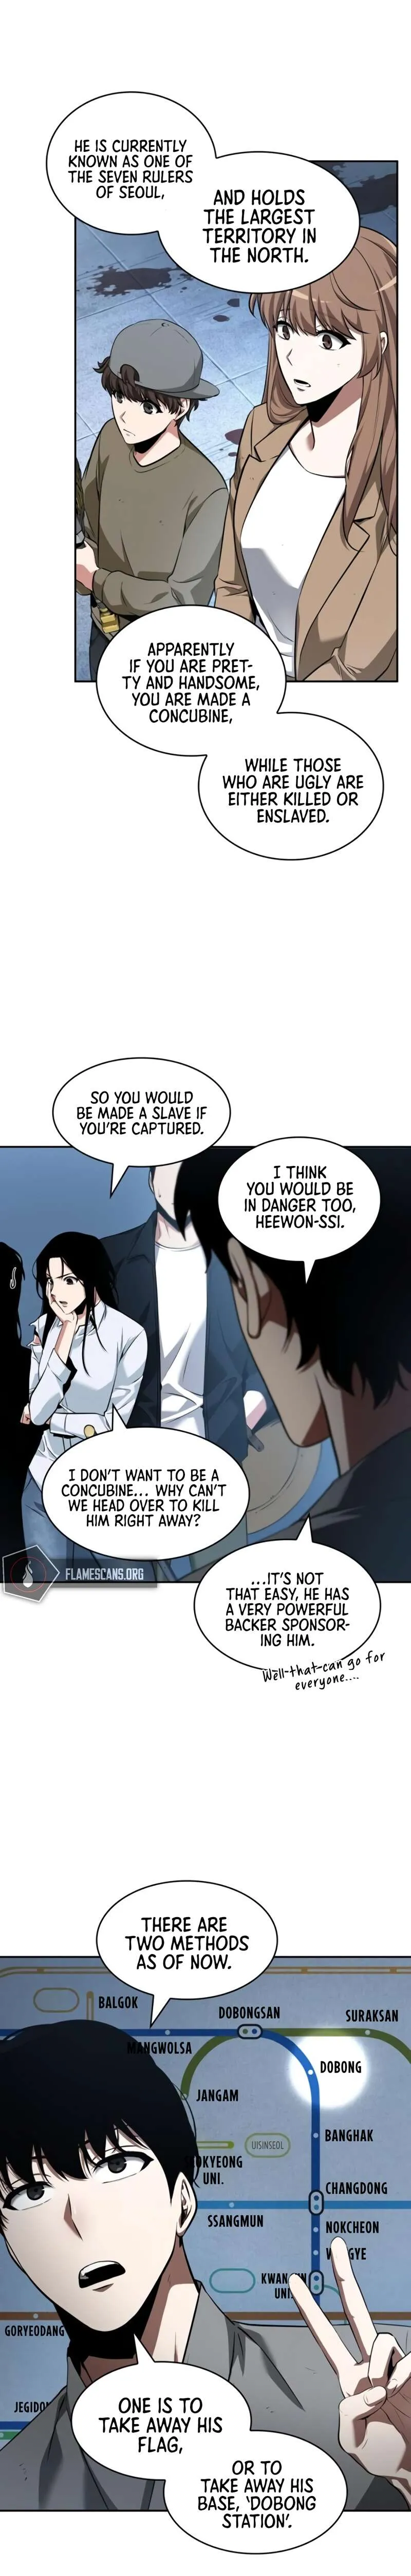 HE IS CURRENTLY
KNOWN AS ONE OF
THE SEVEN RULERS
OF SEOUL,
AND HOLDS
THE LARGEST
TERRITORY IN
THE NORTH.
APPARENTLY
IF YOU ARE PRET-
TY AND HANDSOME,
YOU ARE MADE A
CONCUBINE,
WHILE THOSE
WHO ARE UGLY ARE
EITHER KILLED OR
ENSLAVED.
SO YOU WOULD
BE MADE A SLAVE IF
YOU'RE CAPTURED.
I THINK
YOU WOULD BE
IN DANGER TOO,
HEEWON-SSI.
I DON'T WANT TO BE A
CONCUBINE... WHY CAN'T
WE HEAD OVER TO KILL
HIM RIGHT AWAY?
FLAMESCANS.ORG
...IT'S NOT
THAT EASY, HE HAS
A VERY POWERFUL
BACKER SPONSOR-
ING HIM.
Well-that-can go for
everyone....
THERE ARE
TWO METHODS
AS OF NOW.
BALGOK
DOBONGSAN
SURAKSAN
MANGWOLSA
DOBONG
JANGAM
BANGHAK
UISINSEOL
OKYEONG
UNI.
CHANGDONG
SSANGMUN
NOKCHEON
GYE
KWAN
UNI
GORYEODANG
JEGIDO
ONE IS TO
TAKE AWAY HIS
FLAG,
OR TO
TAKE AWAY HIS
BASE, 'DOBONG
STATION'.